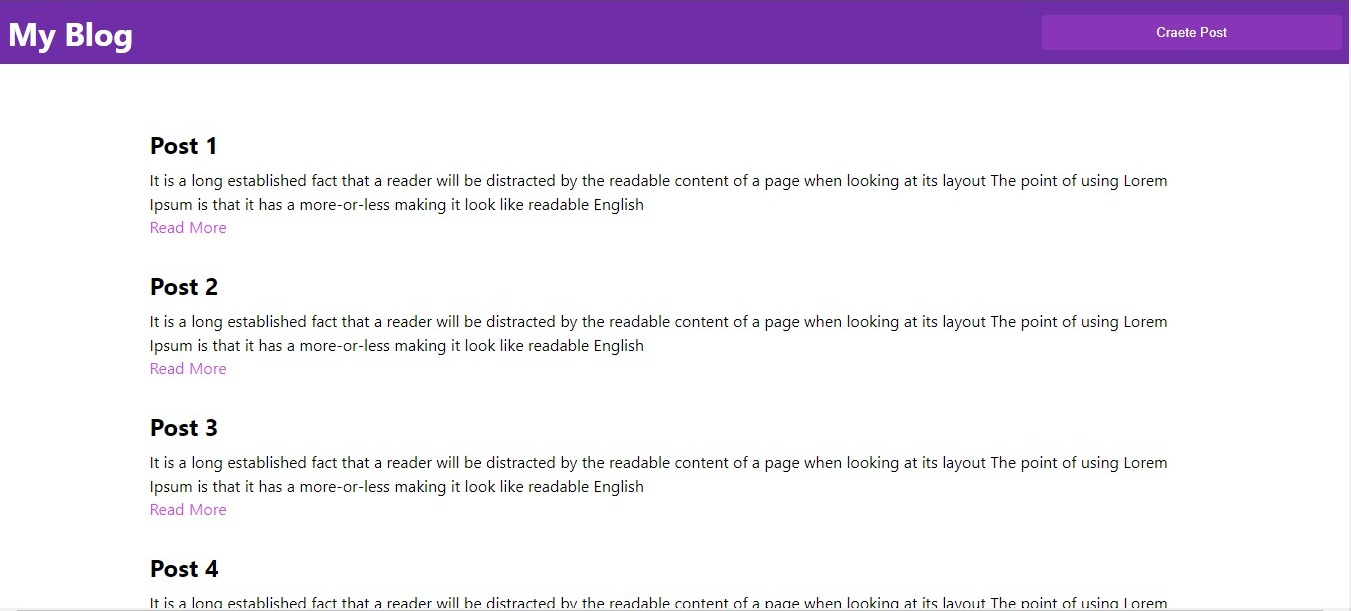 My Blog
Craete Post
Post 1
It is a long established fact that a reader will be distracted by the readable content of a page when looking at its layout The point of using Lorem
Ipsum is that it has a more-or-less making it look like readable English
Read More
Post 2
It is a long established fact that a reader will be distracted by the readable content of a page when looking at its layout The point of using Lorem
Ipsum is that it has a more-or-less making it look like readable English
Read More
Post 3
It is a long established fact that a reader will be distracted by the readable content of a page when looking at its layout The point of using Lorem
Ipsum is that it has a more-or-less making it look like readable English
Read More
Post 4
It is a long established fact that a reader will be distracted by the readable content of a page when looking at its layout The point of using Lorem